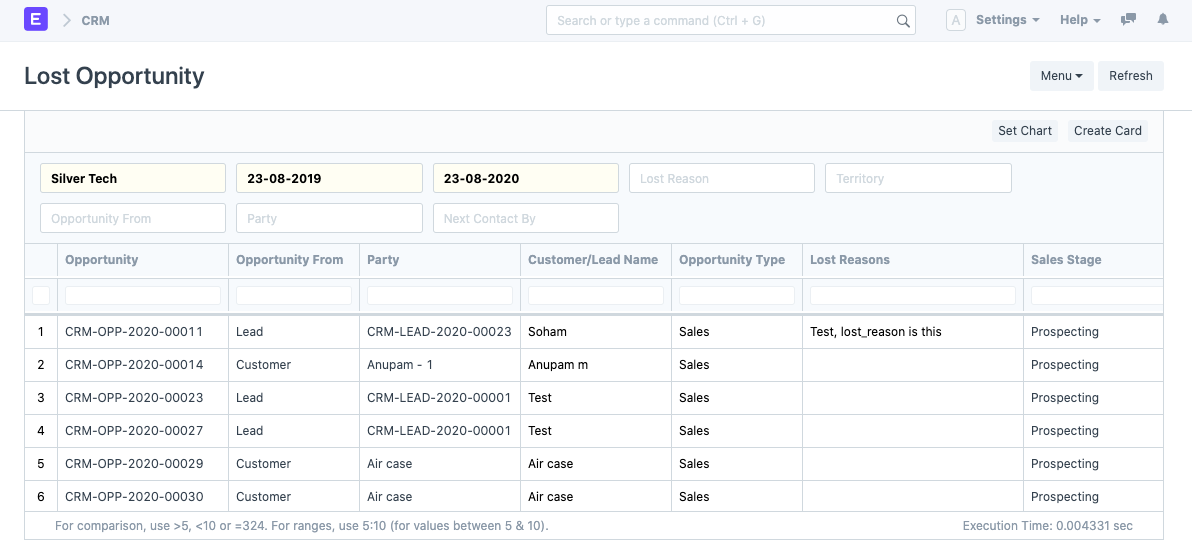 E CRM Search or type a command (Ctrl + G) A Settings Help
Lost Opportunity Menu Refresh
Set Chart Create Card
Silver Tech 23-08-2019 23-08-2020 Lost Reason Territory
Opportunity From Party Next Contact By
Opportunity Opportunity From Party Customer/Lead Name Opportunity Type Lost Reasons Sales Stage
1 CRM-OPP-2020-00011 Lead CRM-LEAD-2020-00023 Soham Sales Test, lost_reason is this Prospecting
2 CRM-OPP-2020-00014 Customer Anupam - 1 Anupam m Sales Prospecting
3 CRM-OPP-2020-00023 Lead CRM-LEAD-2020-00001 Test Sales Prospecting
4 CRM-OPP-2020-00027 Lead CRM-LEAD-2020-00001 Test Sales Prospecting
5 CRM-OPP-2020-00029 Customer Air case Air case Sales Prospecting
6 CRM-OPP-2020-00030 Customer Air case Air case Sales Prospecting
For comparison, use >5, <10 or =324. For ranges, use 5:10 (for values between 5 & 10). Execution Time: 0.004331 sec